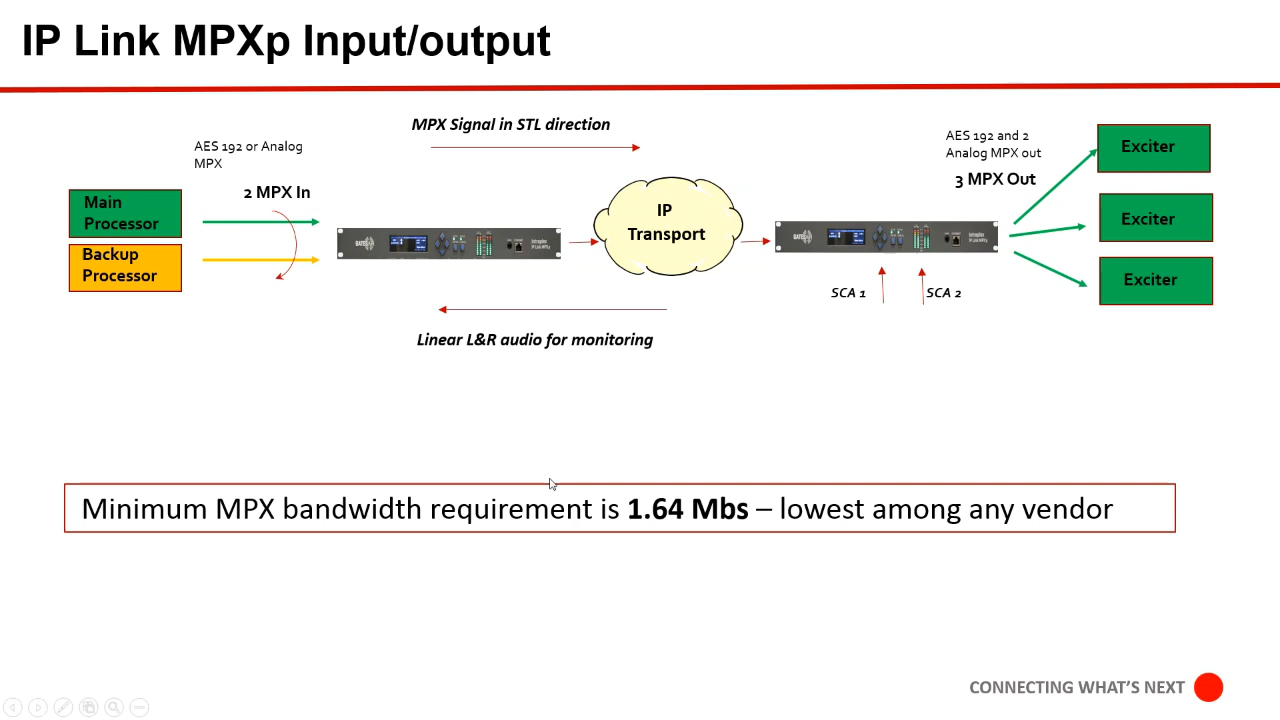 IP Link MPXp Input/output
MPX Signal in STL direction
AES 192 or Analog
MPX
2 MPX In
AES 192 and 2
Analog MPX out
3 MPX Out
Main
Processor
Backup
Processor
IP
Transport
Exciter
Exciter
Exciter
SCA 1
SCA 2
Linear L&R audio for monitoring
Minimum MPX bandwidth requirement is 1.64 Mbs – lowest among any vendor
CONNECTING WHAT'S NEXT